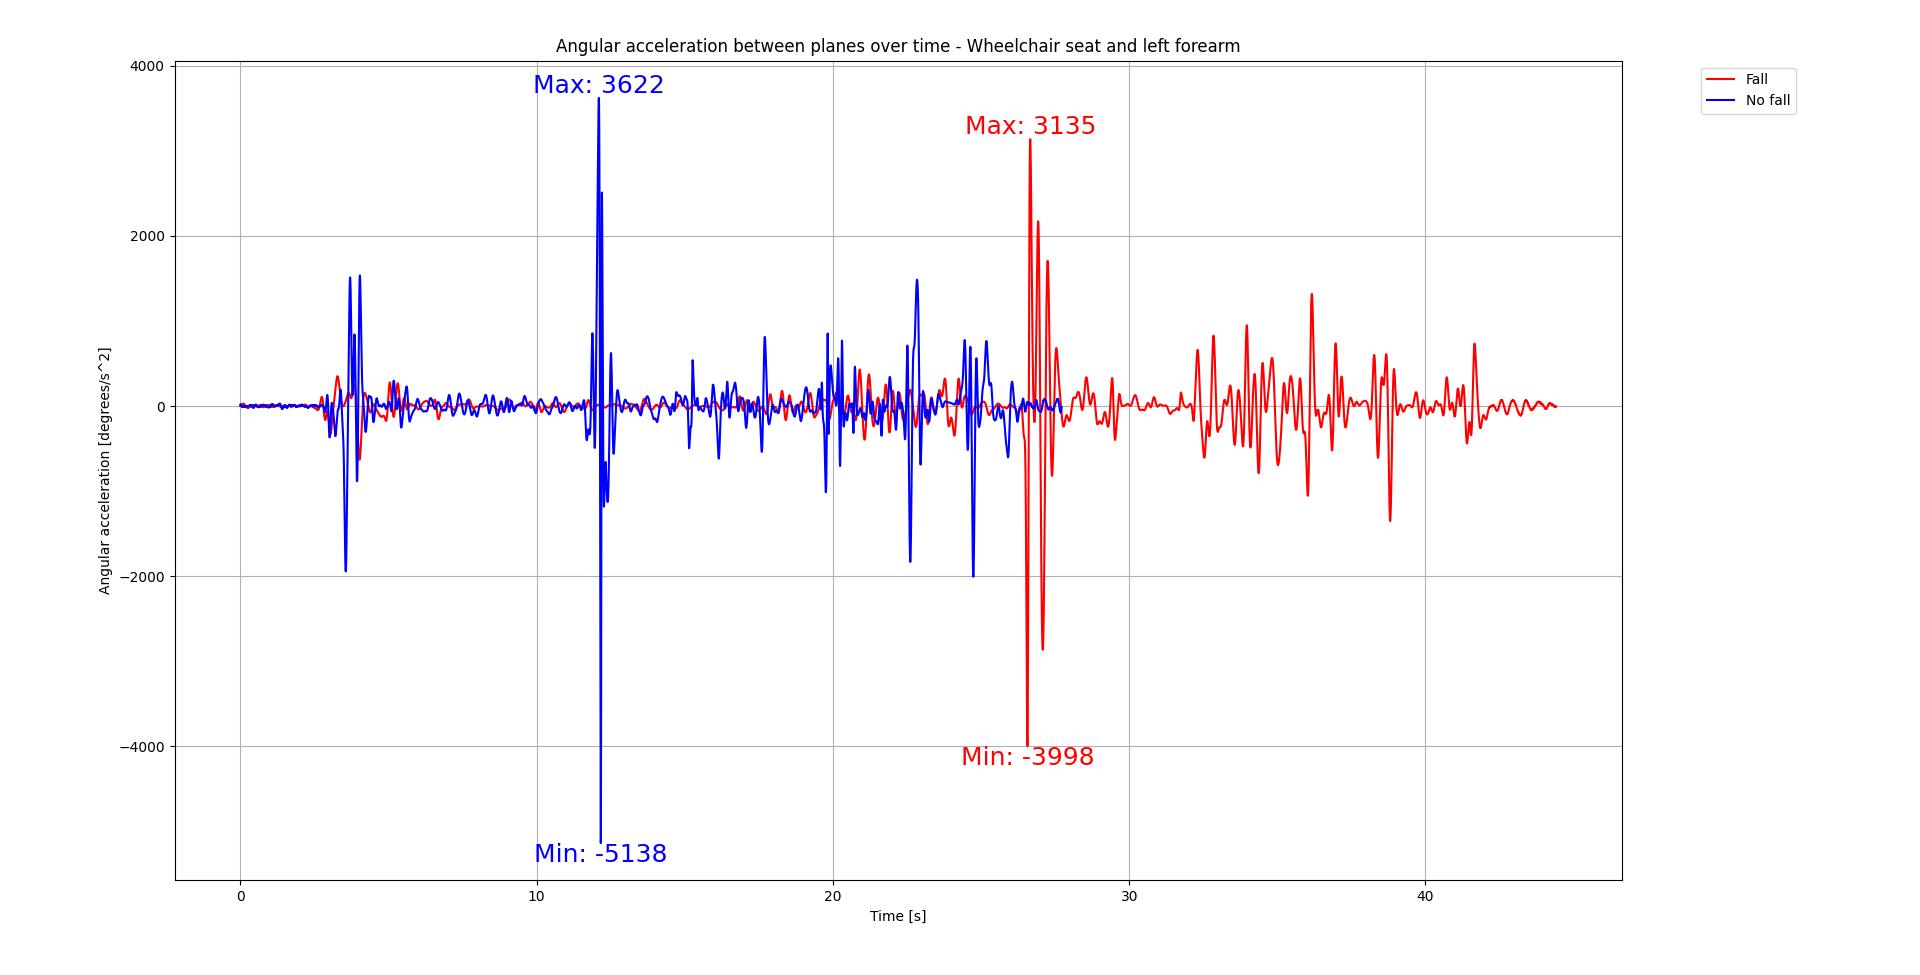 Angular acceleration between planes over time - Wheelchair seat and left forearm
4000
2000
0
−2000
−4000
Angular acceleration [degrees/s^2]
Max: 3622
Max: 3135
Min: -3998
Min: -5138
0
10
20
30
40
Time [s]
Fall
No fall